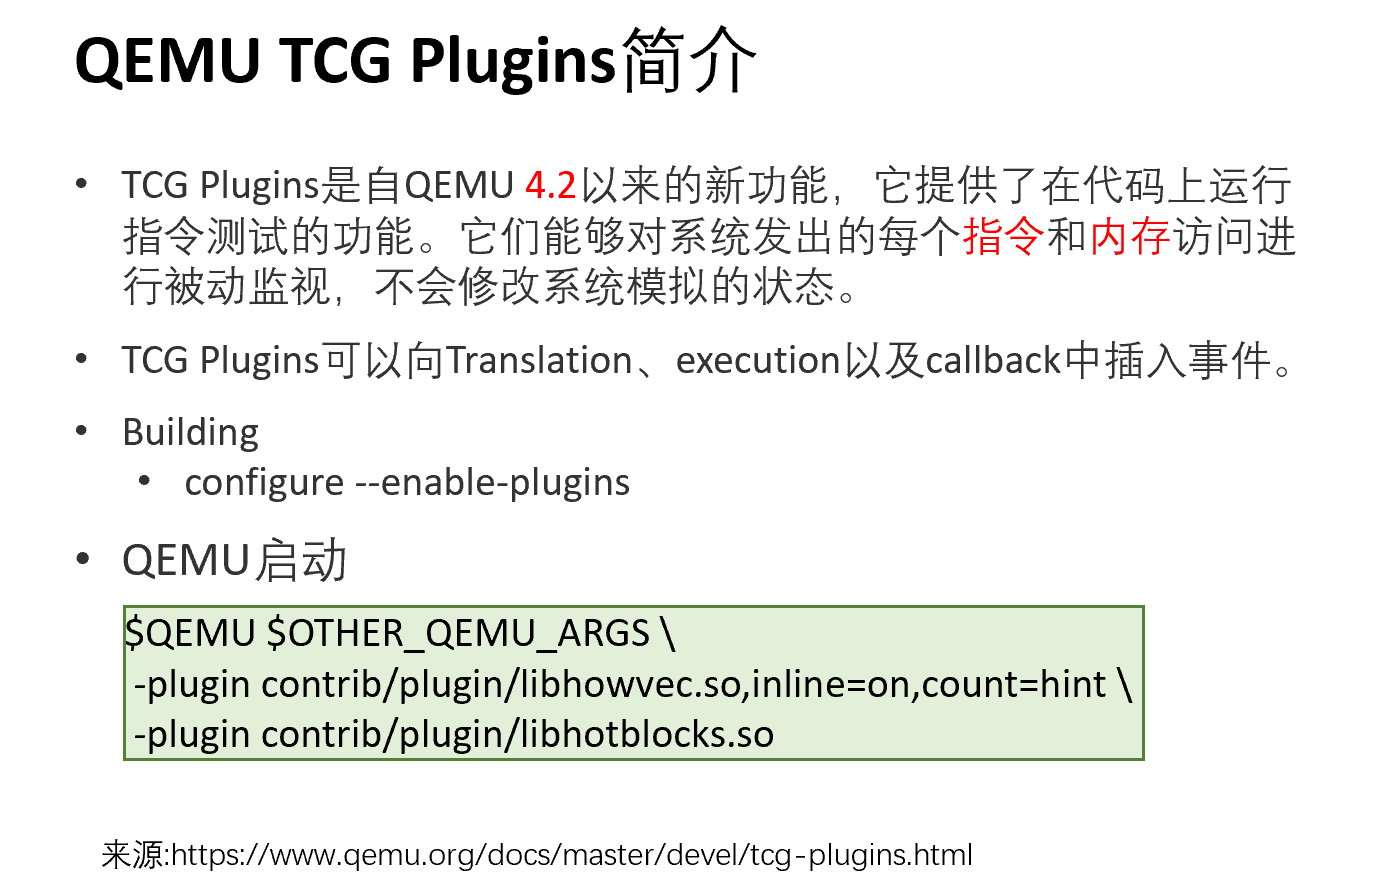 QEMU TCG Plugins简介
• TCG Plugins是自QEMU 4.2以来的新功能，它提供了在代码上运行
指令测试的功能。它们能够对系统发出的每个指令和内存访问进
行被动监视，不会修改系统模拟的状态。
• TCG Plugins可以向Translation、execution以及callback中插入事件。
• Building
• configure --enable-plugins
• QEMU启动
$QEMU $OTHER_QEMU_ARGS \
-plugin contrib/plugin/libhowvec.so,inline=on,count=hint \
-plugin contrib/plugin/libhotblocks.so
来源:https://www.qemu.org/docs/master/devel/tcg-plugins.html